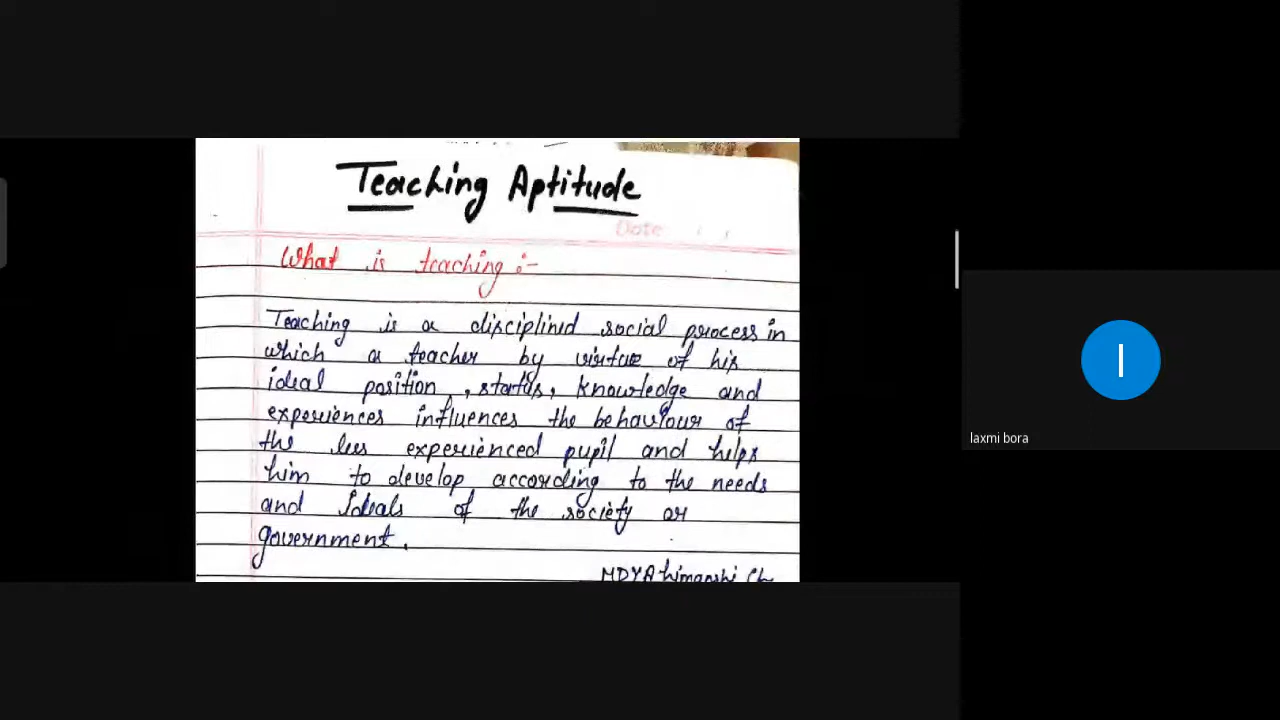 Teaching Aptitude
Date
What is teaching :-
Teaching is a disciplined social process in
which a teacher by virtue of his
ideal position , status, knowledge and
experiences influences the behaviour of
the less experienced pupil and helps
him to develop according to the needs
and Ideals of the society or
government .
laxmi bora
l